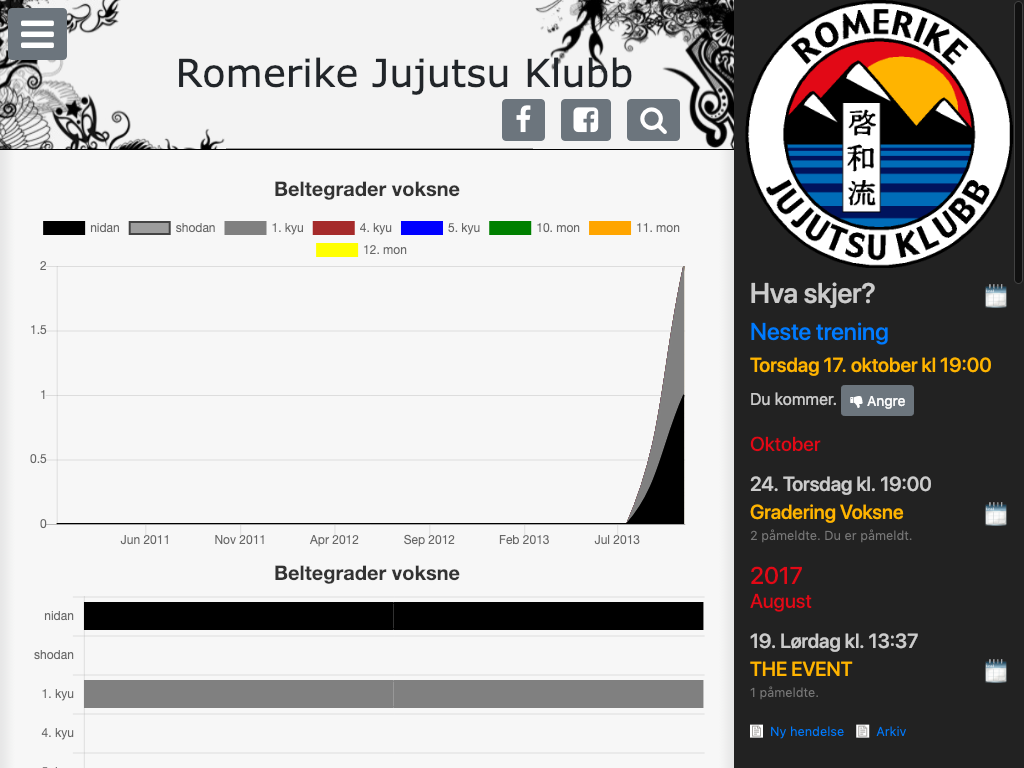 Romerike Jujutsu Klubb
Beltegrader voksne
nidan shodan 1. kyu 4. kyu 5. kyu 10. mon 11. mon
12. mon
2
1.5
1
0.5
0
Jun 2011 Nov 2011 Apr 2012 Sep 2012 Feb 2013 Jul 2013
Beltegrader voksne
nidan
shodan
1. kyu
4. kyu
ROMERIKE
啓和流
JUJUTSU KLUBB
Hva skjer?
Neste trening
Torsdag 17. oktober kl 19:00
Du kommer. Angre
Oktober
24. Torsdag kl. 19:00
Gradering Voksne
2 påmeldte. Du er påmeldt.
2017
August
19. Lørdag kl. 13:37
THE EVENT
1 påmeldte.
Ny hendelse Arkiv